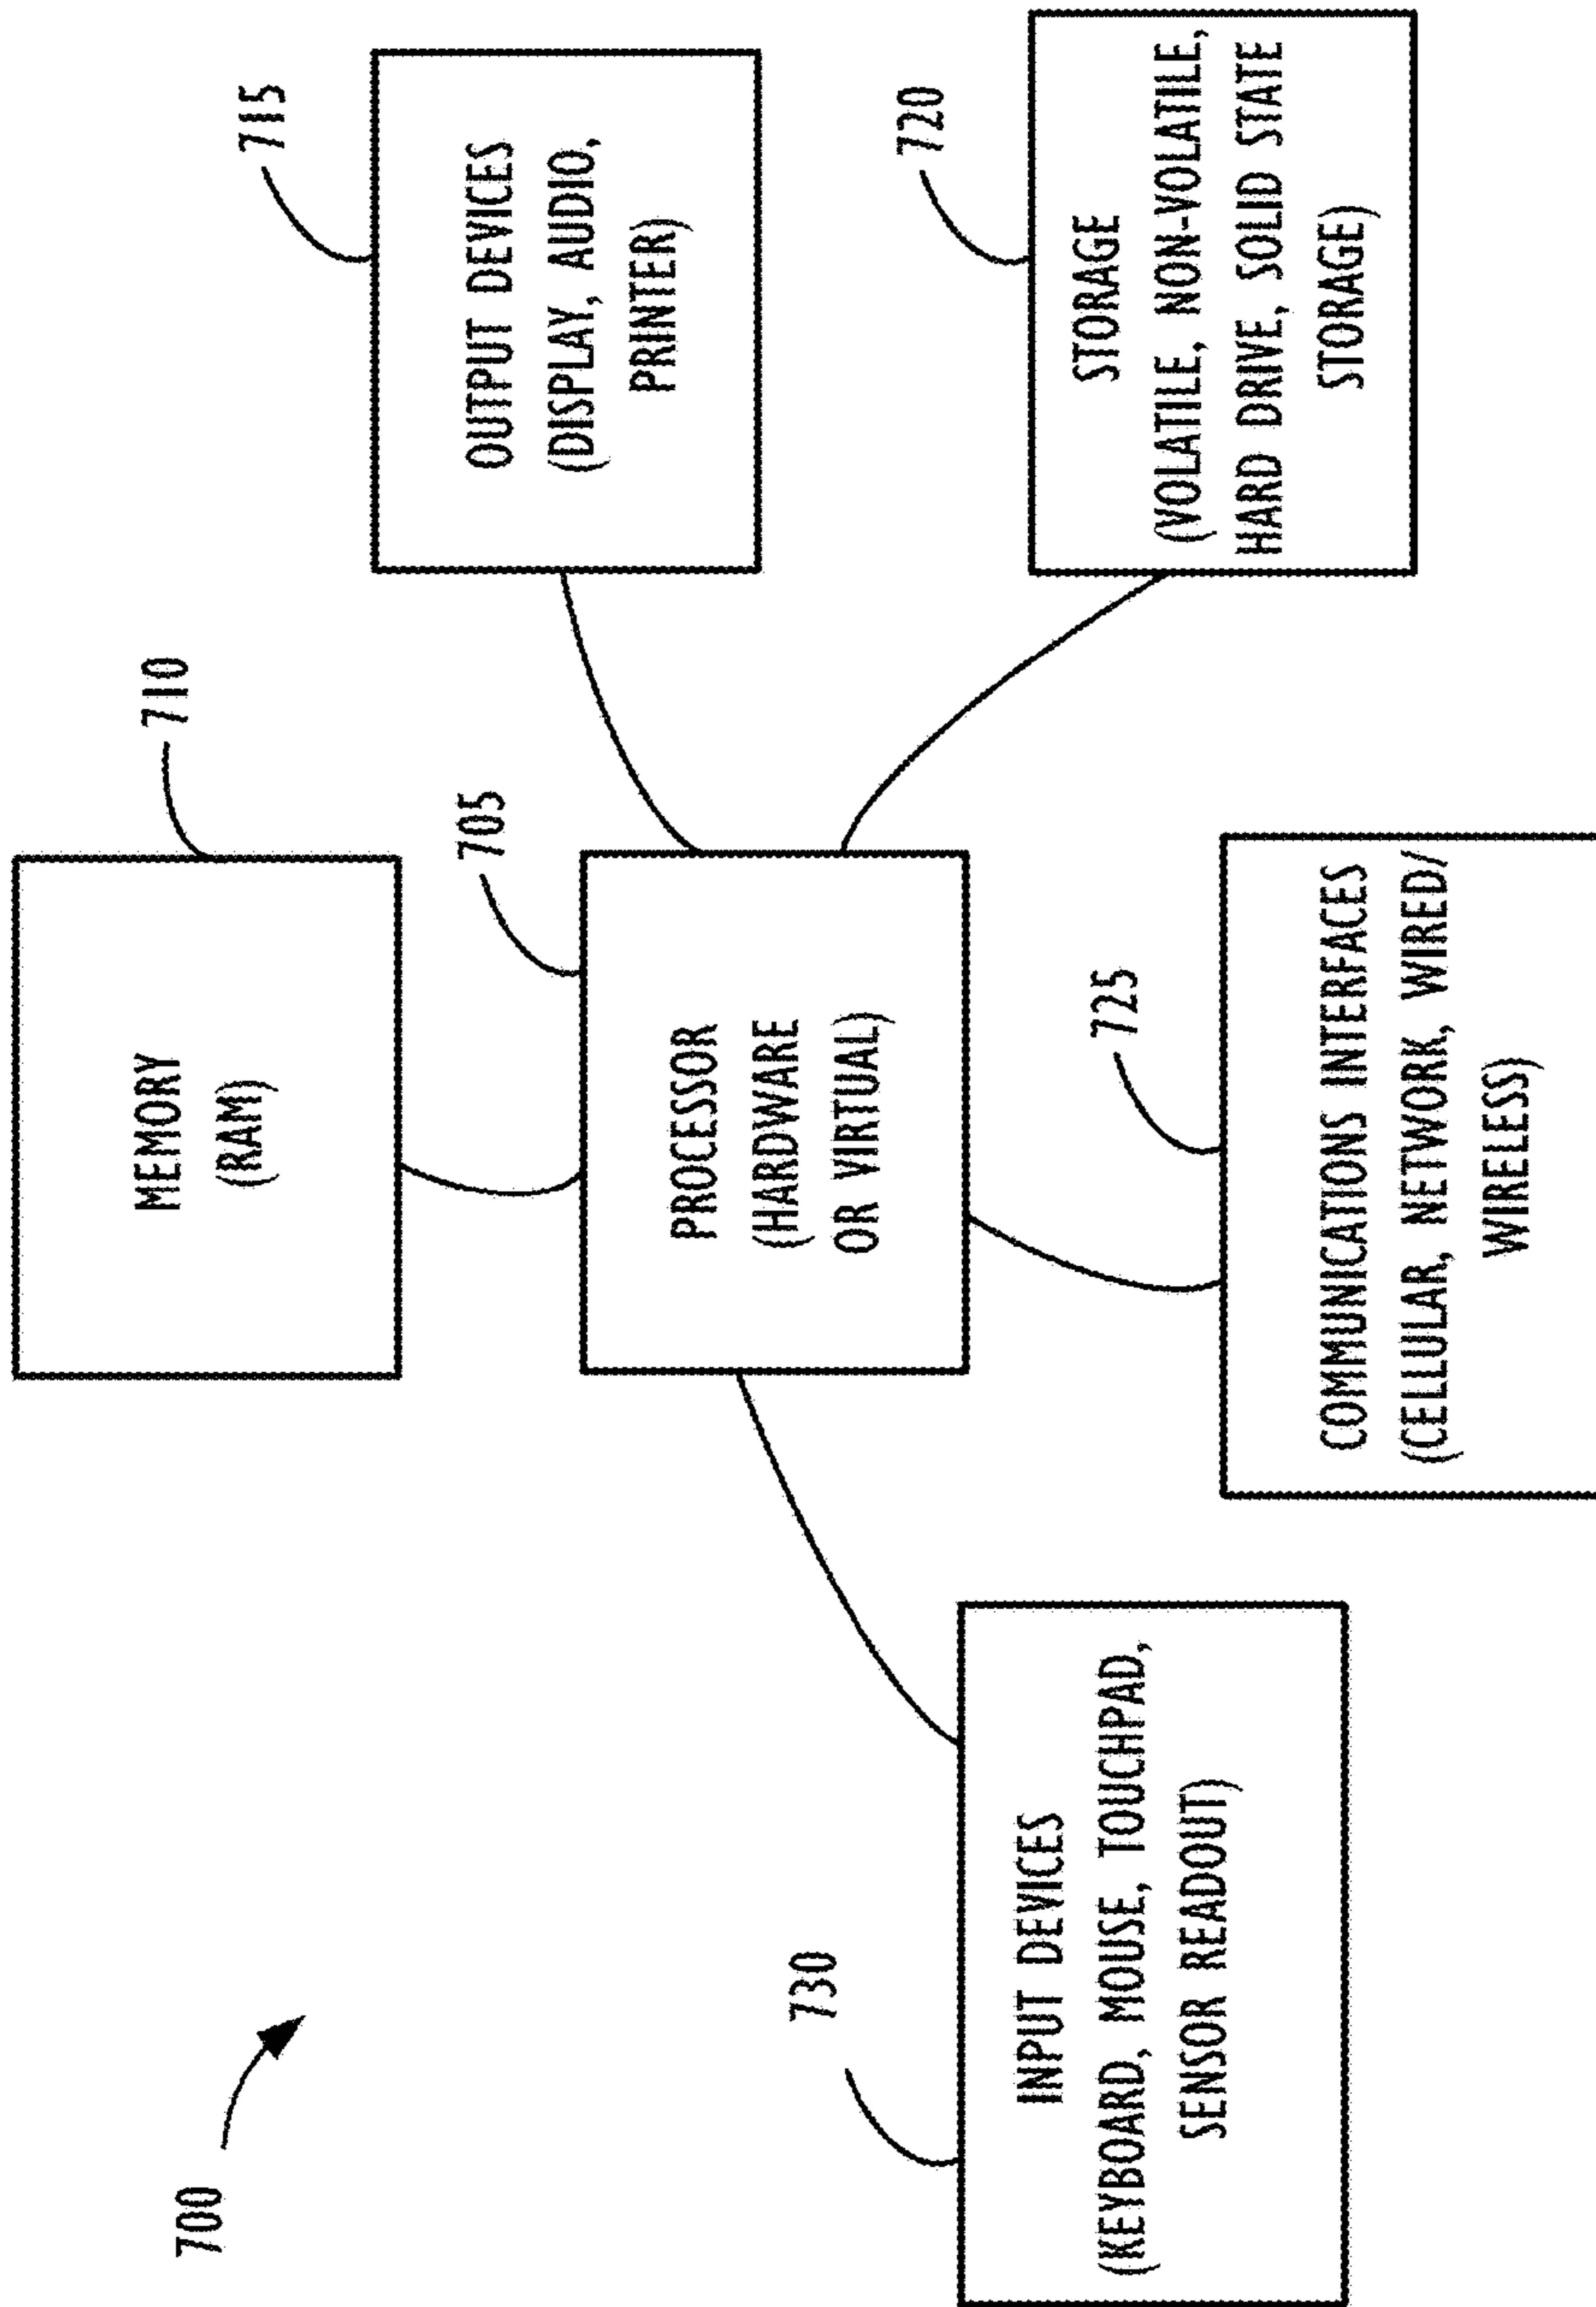 700
710
MEMORY
(RAM)
715
OUTPUT DEVICES
(DISPLAY, AUDIO,
PRINTER)
705
PROCESSOR
(HARDWARE
OR VIRTUAL)
720
STORAGE
(VOLATILE, NON-VOLATILE,
HARD DRIVE, SOLID STATE
STORAGE)
730
INPUT DEVICES
(KEYBOARD, MOUSE, TOUCHPAD,
SENSOR READOUT)
725
COMMUNICATIONS INTERFACES
(CELLULAR, NETWORK, WIRED/
WIRELESS)